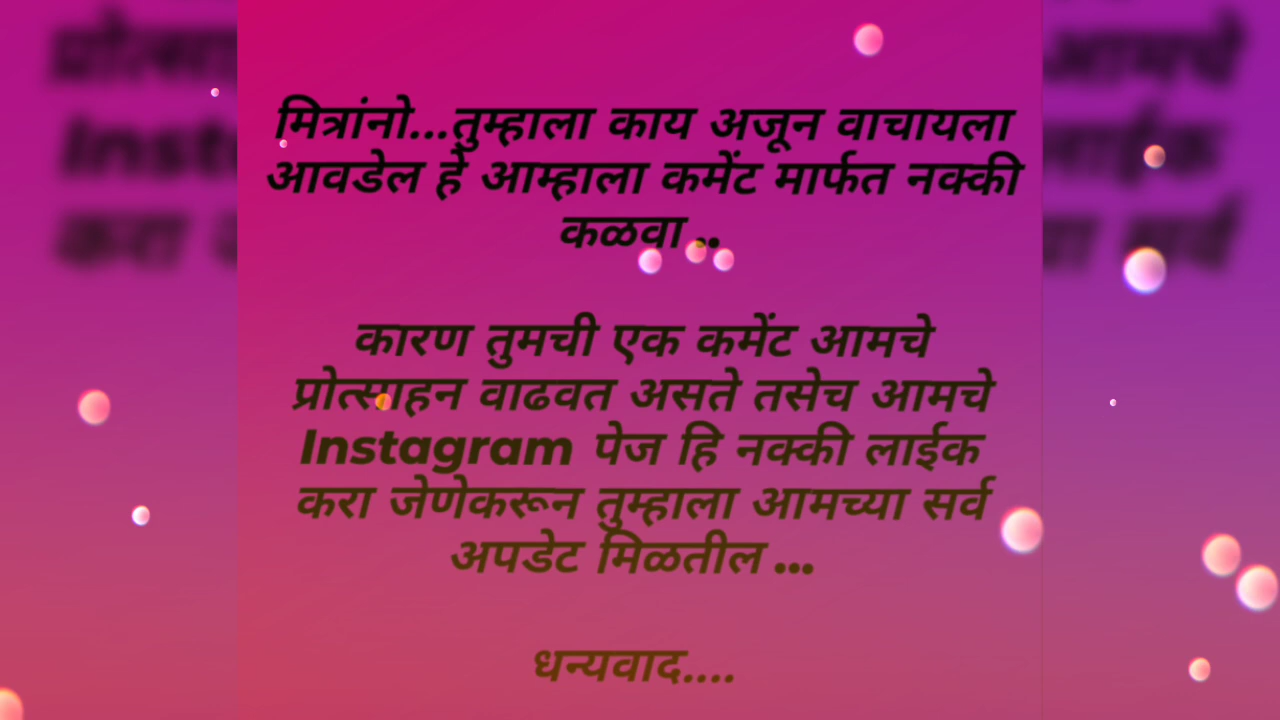 मित्रांनो...तुम्हाला काय अजून वाचायला
आवडेल हे आम्हाला कमेंट मार्फत नक्की
कळवा ..
कारण तुमची एक कमेंट आमचे
प्रोत्साहन वाढवत असते तसेच आमचे
Instagram पेज हि नक्की लाईक
करा जेणेकरून तुम्हाला आमच्या सर्व
अपडेट मिळतील ...
धन्यवाद....